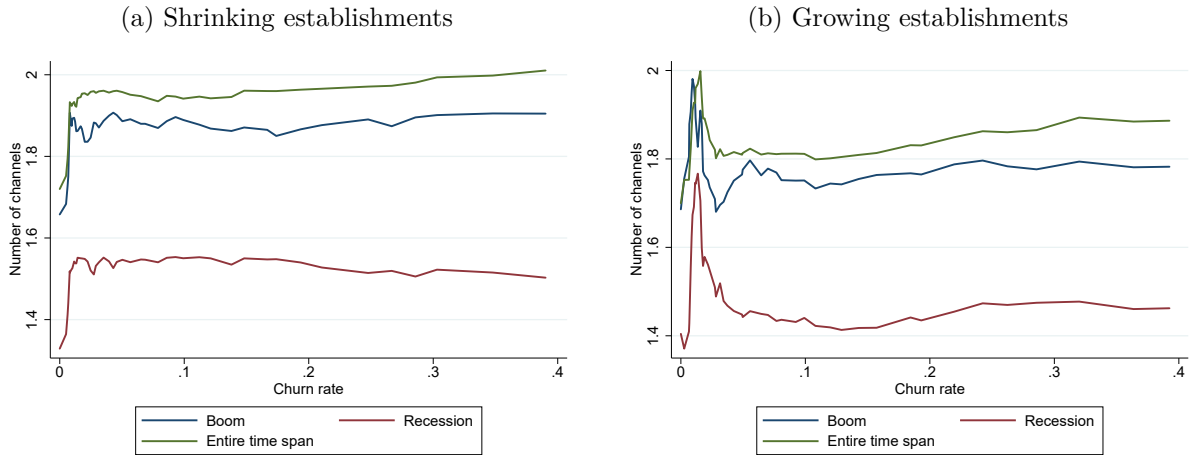 (a) Shrinking establishments
Number of channels
2
1.8
1.6
1.4
0
.1
.2
.3
.4
Churn rate
Boom
Recession
Entire time span
(b) Growing establishments
Number of channels
2
1.8
1.6
1.4
0
.1
.2
.3
.4
Churn rate
Boom
Recession
Entire time span